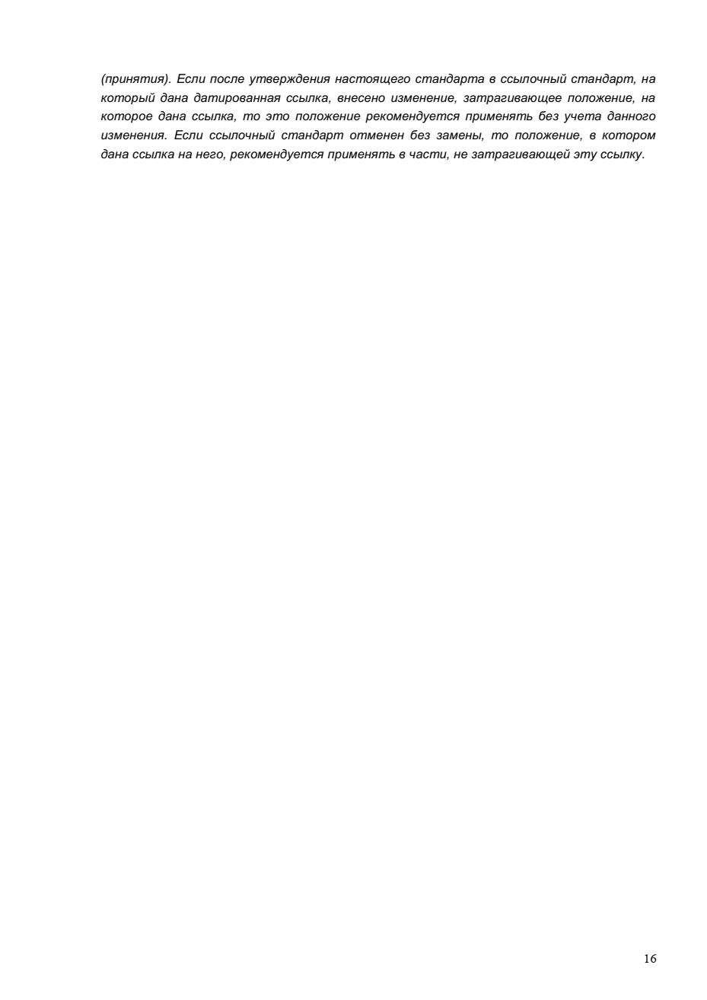 (принятия). Если после утверждения настоящего стандарта в ссылочный стандарт, на
который дана датированная ссылка, внесено изменение, затрагивающее положение, на
которое дана ссылка, то это положение рекомендуется применять без учета данного
изменения. Если ссылочный стандарт отменен без замены, то положение, в котором
дана ссылка на него, рекомендуется применять в части, не затрагивающей эту ссылку.
16